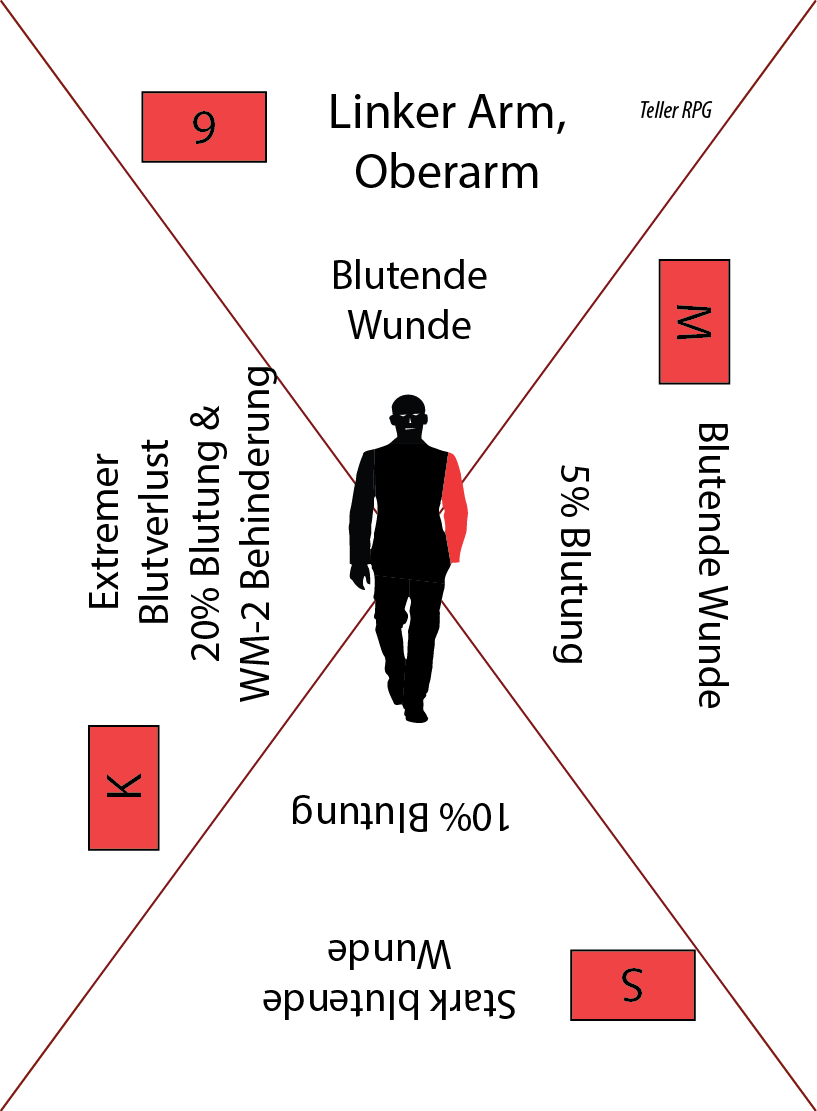 9
Linker Arm,
Oberarm
Teller RPG
Blutende
Wunde
M
Blutende Wunde
5% Blutung
S
Stark blutende
Wunde
10% Blutung
K
Extremer
Blutverlust
20% Blutung &
WM-2 Behinderung